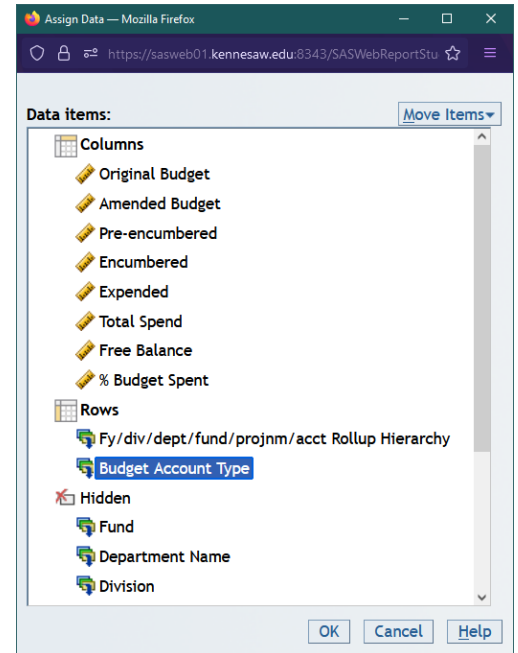 Assign Data — Mozilla Firefox
https://sasweb01.kennesaw.edu:8343/SASWebReportStu
Data items:
Move Items
Columns
Original Budget
Amended Budget
Pre-encumbered
Encumbered
Expended
Total Spend
Free Balance
% Budget Spent
Rows
Fy/div/dept/fund/projnm/acct Rollup Hierarchy
Budget Account Type
Hidden
Fund
Department Name
Division
OK Cancel Help